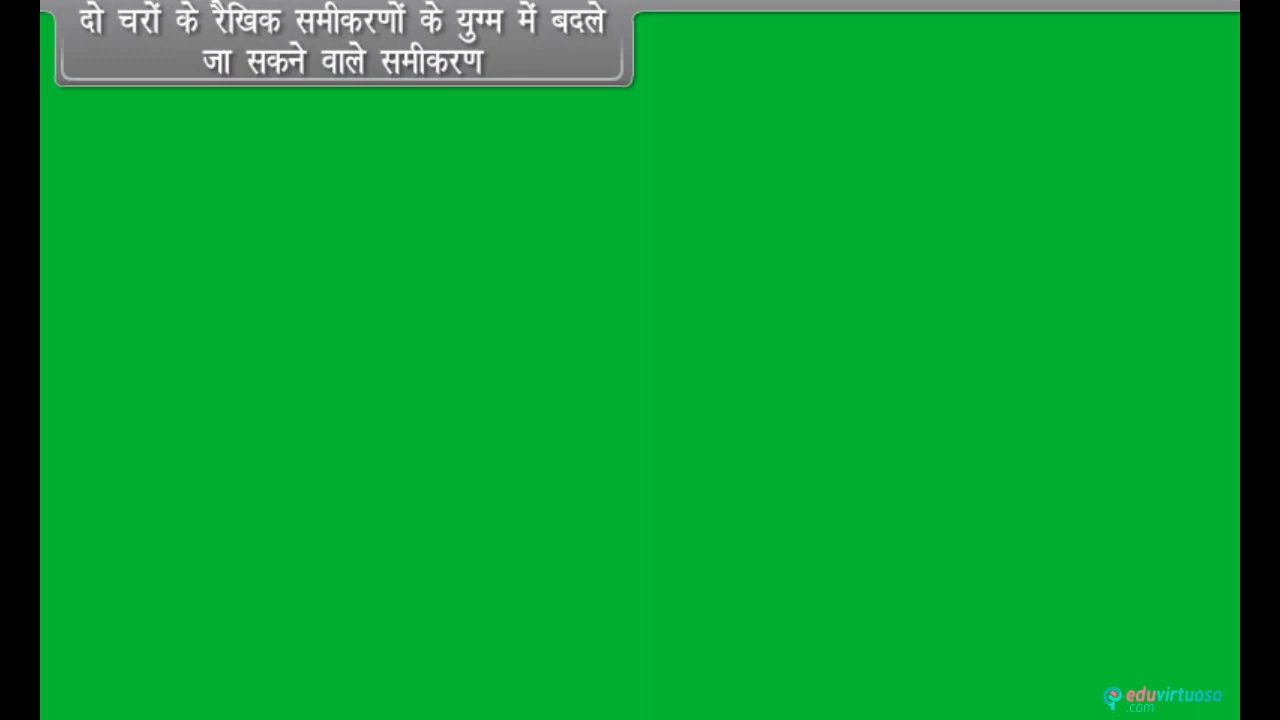 दो चरों के रैखिक समीकरणों के युग्म में बदले
जा सकने वाले समीकरण
eduvirtuoso
.com